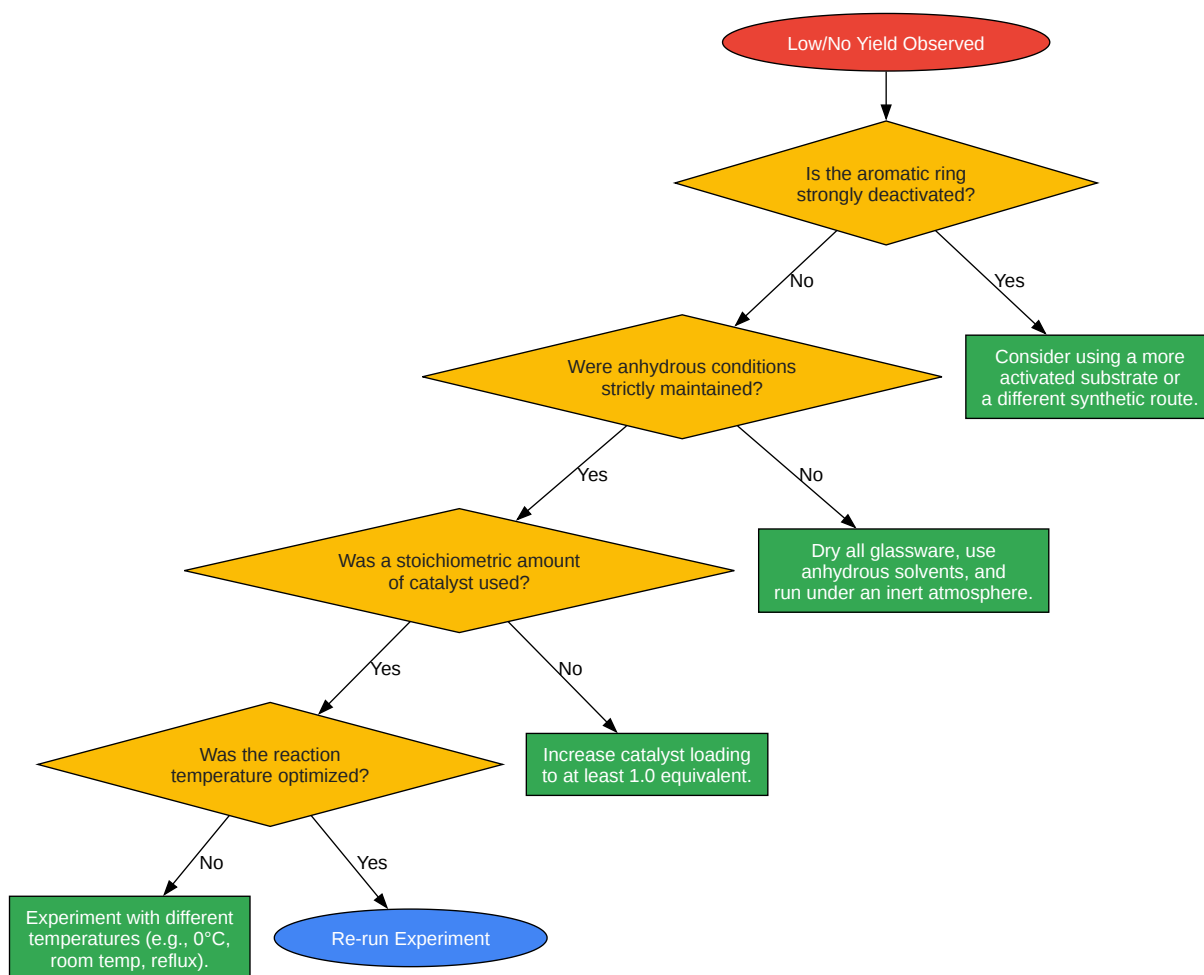 Low/No Yield Observed
Is the aromatic ring
strongly deactivated?
No
Yes
Were anhydrous conditions
strictly maintained?
Consider using a more
activated substrate or
a different synthetic route.
Yes
No
Was a stoichiometric amount
of catalyst used?
Dry all glassware, use
anhydrous solvents, and
run under an inert atmosphere.
Yes
No
Was the reaction
temperature optimized?
Increase catalyst loading
to at least 1.0 equivalent.
No
Yes
Experiment with different
temperatures (e.g., 0°C,
room temp, reflux).
Re-run Experiment